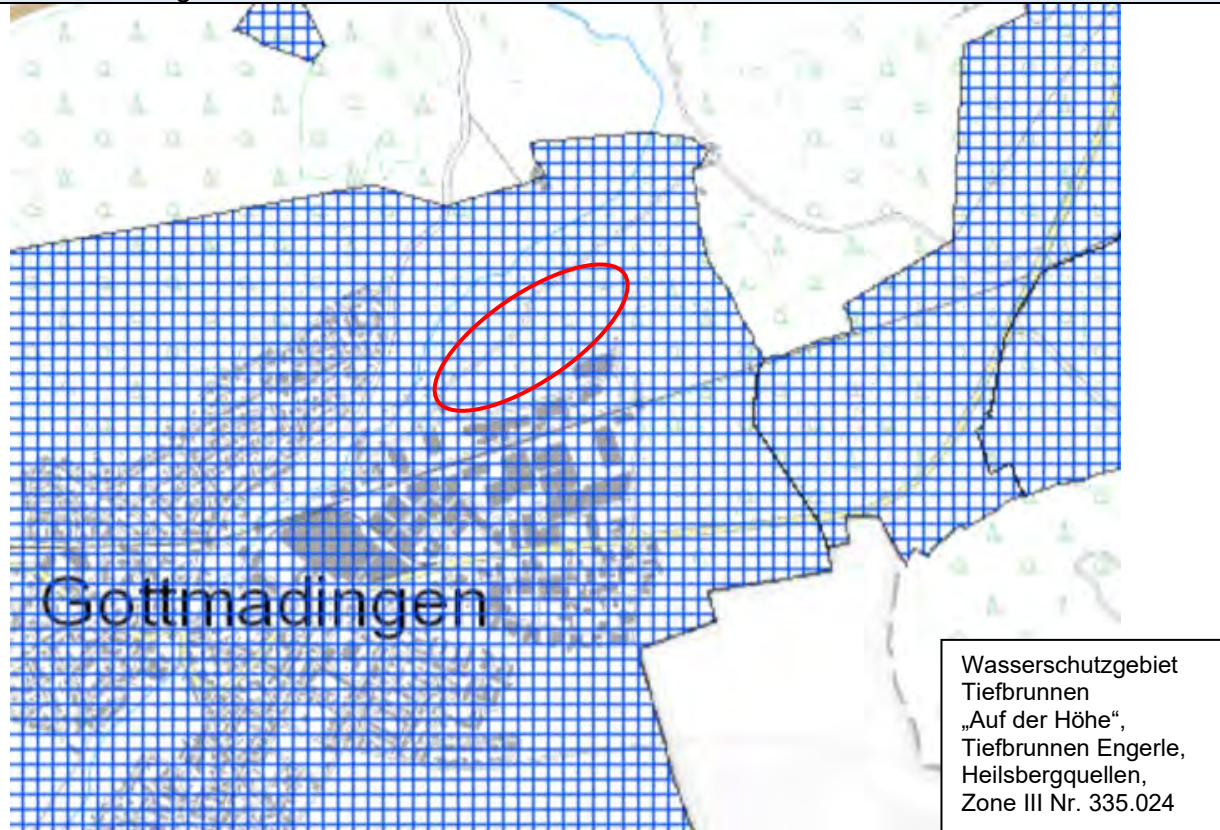 Gottmadingen
Wasserschutzgebiet
Tiefbrunnen
„Auf der Höhe“,
Tiefbrunnen Engerle,
Heilsbergquellen,
Zone III Nr. 335.024